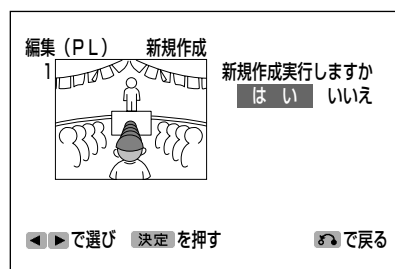 編集（ＰＬ）　新規作成
1
新規作成実行しますか
は　い　いいえ
◀ ▶ で選び　決定 を押す　で戻る